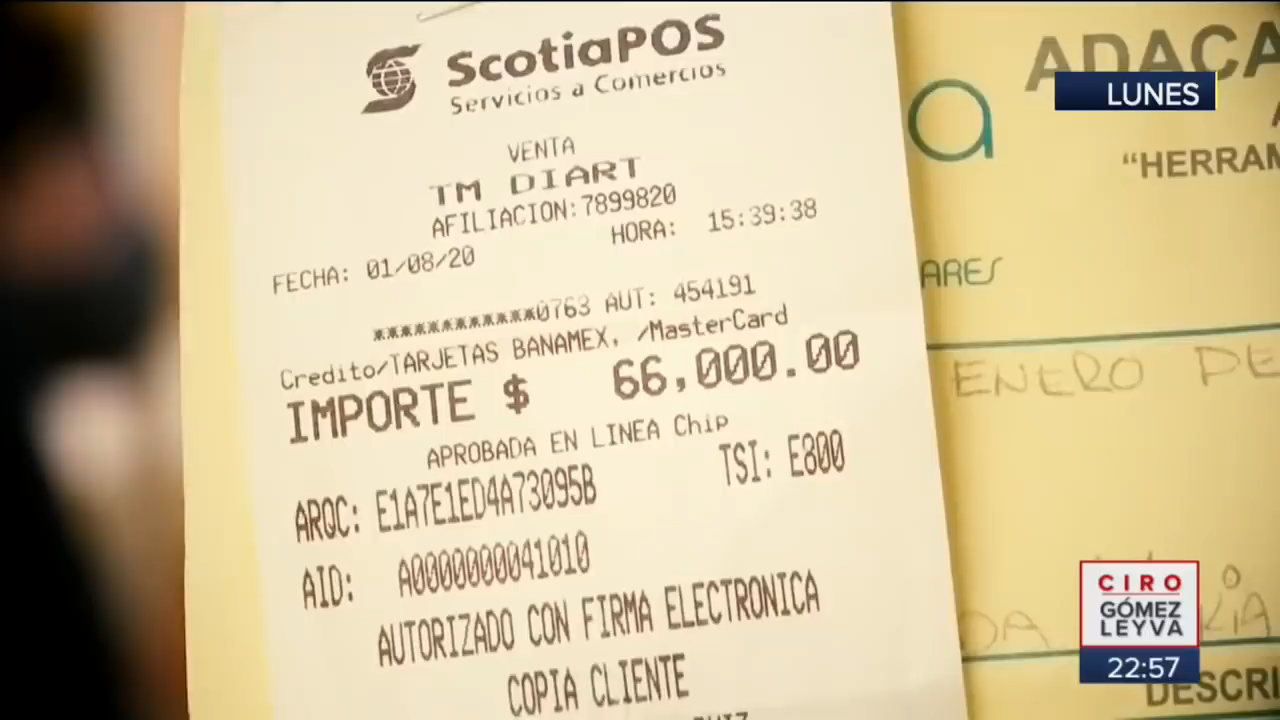 ScotiaPOS
Servicios a Comercios
VENTA
TM DIART
AFILIACION:7899820
FECHA: 01/08/20 HORA: 15:39:38
************0763 AUT: 454191
Credito/TARJETAS BANAMEX, /MasterCard
IMPORTE $ 66,000.00
APROBADA EN LINEA Chip
ARQC: E1A7E1ED4A73095B TSI: E800
AID: A0000000041010
AUTORIZADO CON FIRMA ELECTRONICA
COPIA CLIENTE
ADACA
a
LUNES
“HERRAM
ARES
ENERO DE
DA
CIRO
GÓMEZ
LEYVA
22:57
DESCRI